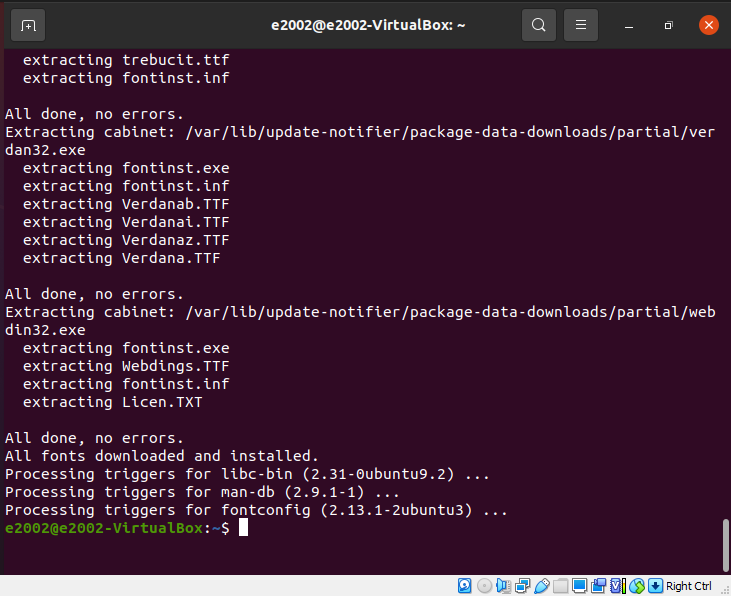 e2002@e2002-VirtualBox: ~
extracting trebucit.ttf
extracting fontinst.inf
All done, no errors.
Extracting cabinet: /var/lib/update-notifier/package-data-downloads/partial/ver
dan32.exe
extracting fontinst.exe
extracting fontinst.inf
extracting Verdanab.TTF
extracting Verdanai.TTF
extracting Verdanaz.TTF
extracting Verdana.TTF
All done, no errors.
Extracting cabinet: /var/lib/update-notifier/package-data-downloads/partial/web
din32.exe
extracting fontinst.exe
extracting Webdings.TTF
extracting fontinst.inf
extracting Licen.TXT
All done, no errors.
All fonts downloaded and installed.
Processing triggers for libc-bin (2.31-0ubuntu9.2) ...
Processing triggers for man-db (2.9.1-1) ...
Processing triggers for fontconfig (2.13.1-2ubuntu3) ...
e2002@e2002-VirtualBox:~$
Right Ctrl